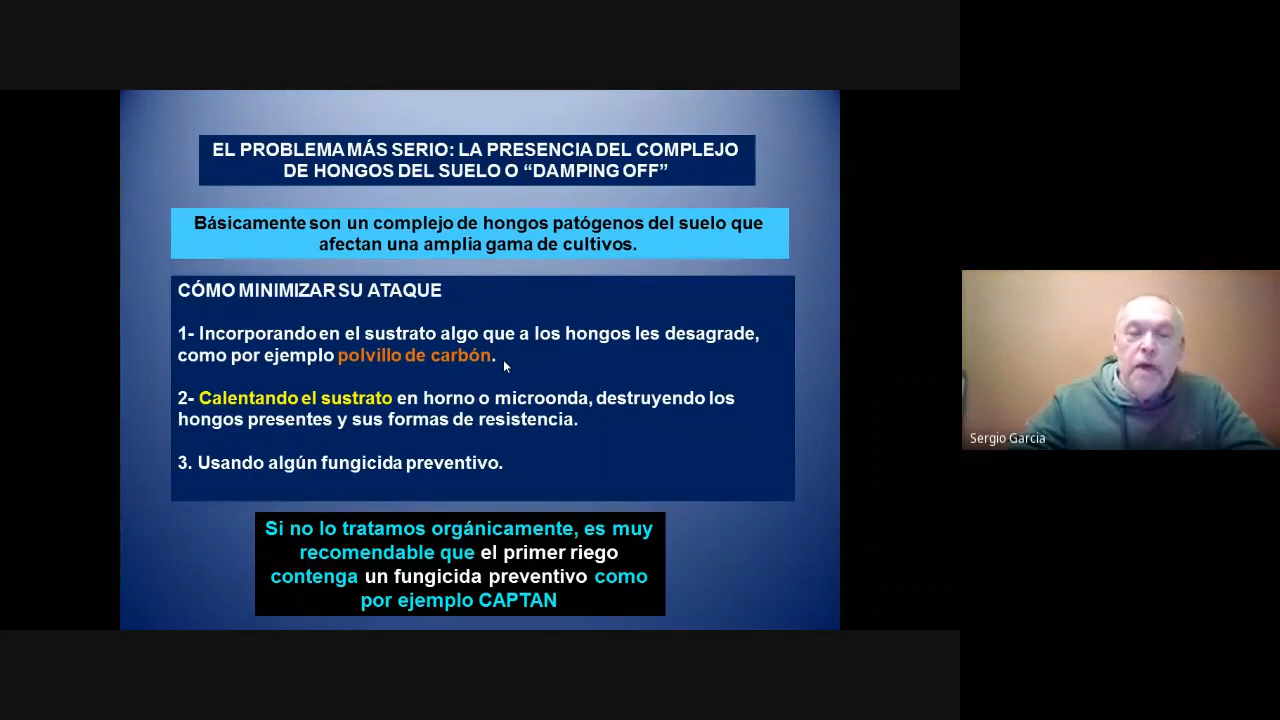 EL PROBLEMA MÁS SERIO: LA PRESENCIA DEL COMPLEJO
DE HONGOS DEL SUELO O “DAMPING OFF”
Básicamente son un complejo de hongos patógenos del suelo que
afectan una amplia gama de cultivos.
CÓMO MINIMIZAR SU ATAQUE
1- Incorporando en el sustrato algo que a los hongos les desagrade,
como por ejemplo polvillo de carbón.
2- Calentando el sustrato en horno o microonda, destruyendo los
hongos presentes y sus formas de resistencia.
3. Usando algún fungicida preventivo.
Si no lo tratamos orgánicamente, es muy
recomendable que el primer riego
contenga un fungicida preventivo como
por ejemplo CAPTAN
Sergio Garcia